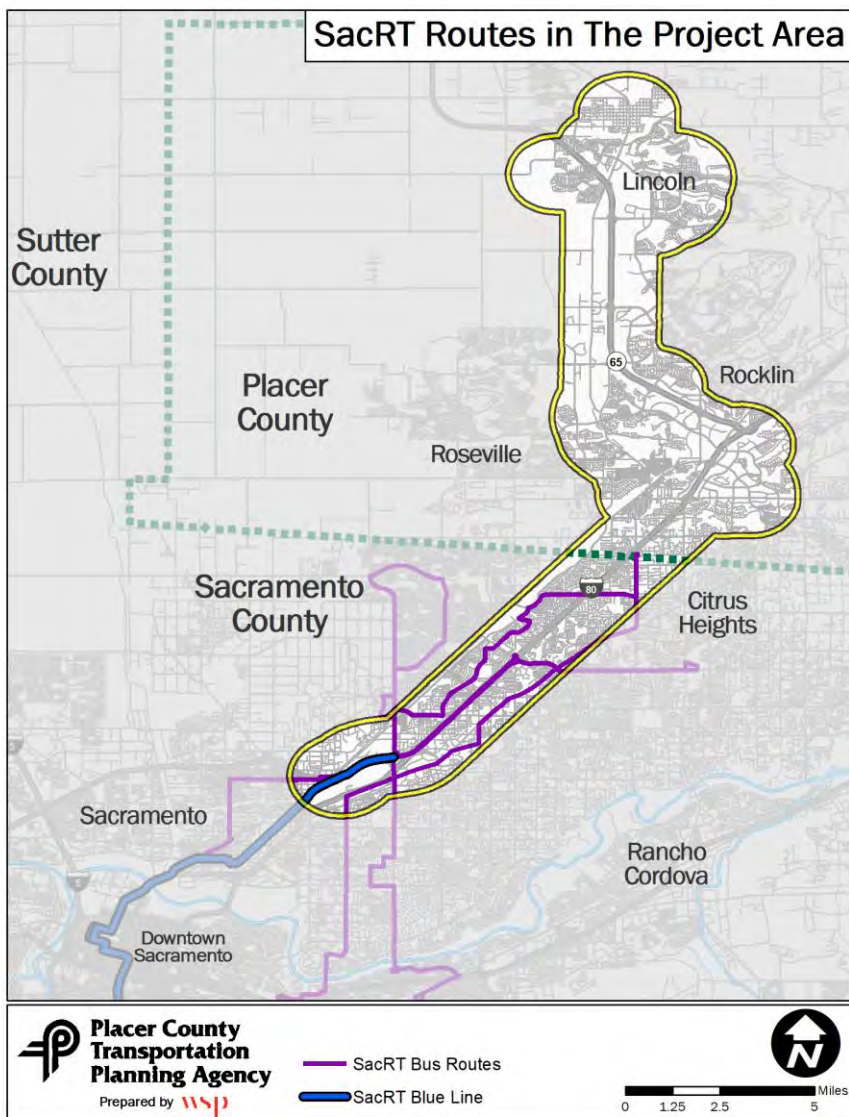 SacRT Routes in The Project Area
Lincoln
Sutter
County
65
Rocklin
Placer
County
Roseville
Sacramento
County
80
Citrus
Heights
Sacramento
Rancho
Cordova
Downtown
Sacramento
Placer County
Transportation
Planning Agency
Prepared by wsp
SacRT Bus Routes
SacRT Blue Line
N
Miles
0 1.25 2.5 5